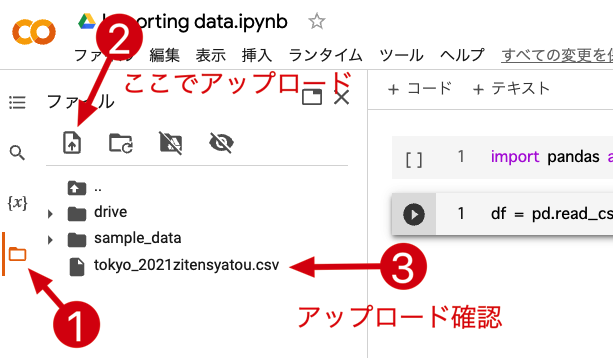 Importing data.ipynb
ファイル 編集 表示 挿入 ランタイム ツール ヘルプ すべての変更を保
2
ここでアップロード
ファイル
+ コード + テキスト
{x}
..
drive
sample_data
tokyo_2021zitensyatou.csv
1
3
アップロード確認
[ ] 1 import pandas a
1 df = pd.read_cs